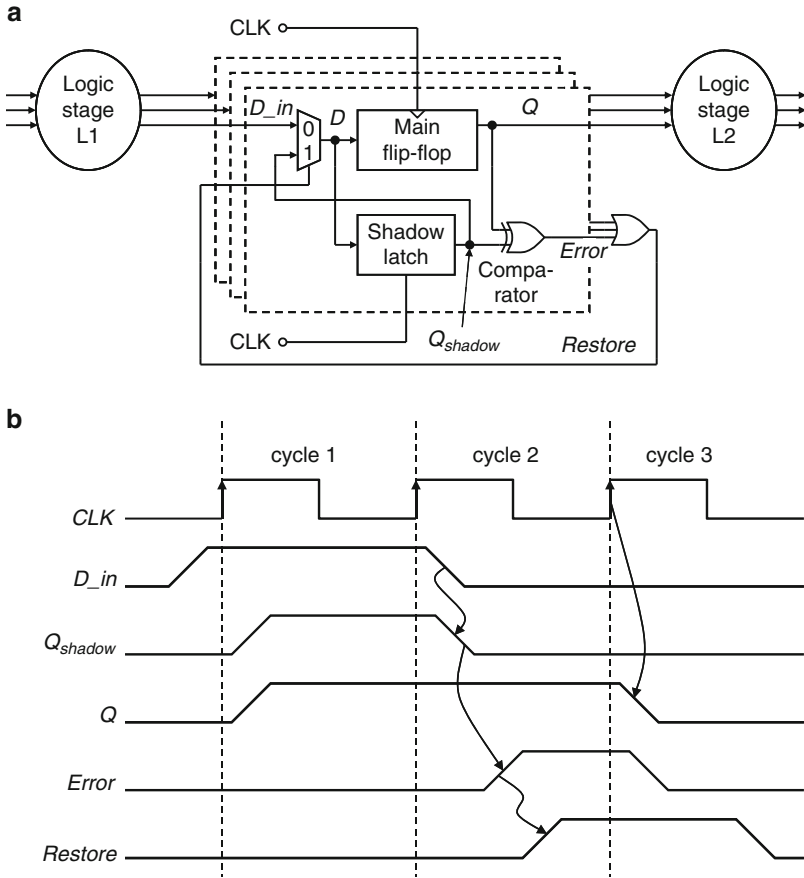 a
CLK
Logic
stage
L1
D_in
D
0
1
Main
flip-flop
Q
Logic
stage
L2
Shadow
latch
Compa-
rator
Error
CLK
Qshadow
Restore
b
cycle 1
cycle 2
cycle 3
CLK
D_in
Qshadow
Q
Error
Restore